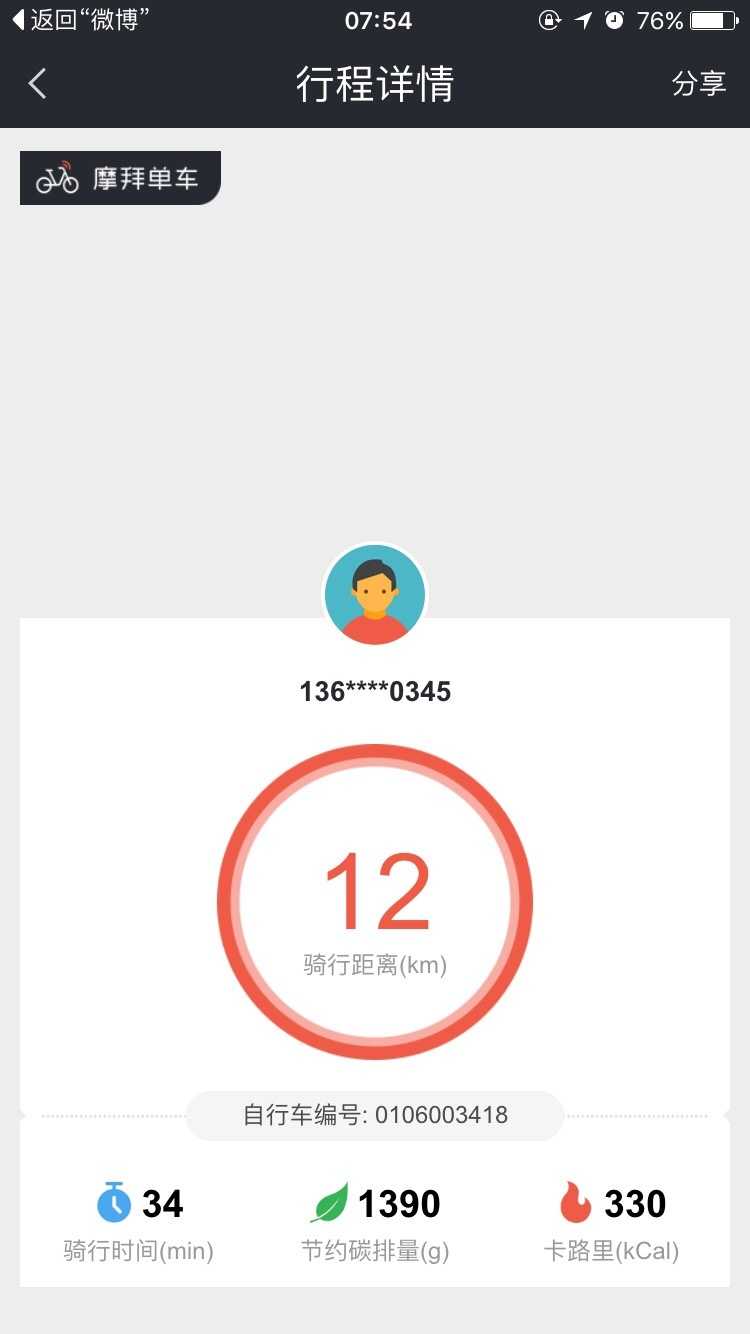 返回“微博” 07:54 76%
行程详情 分享
摩拜单车
136****0345
12
骑行距离(km)
自行车编号: 0106003418
34 1390 330
骑行时间(min) 节约碳排量(g) 卡路里(kCal)